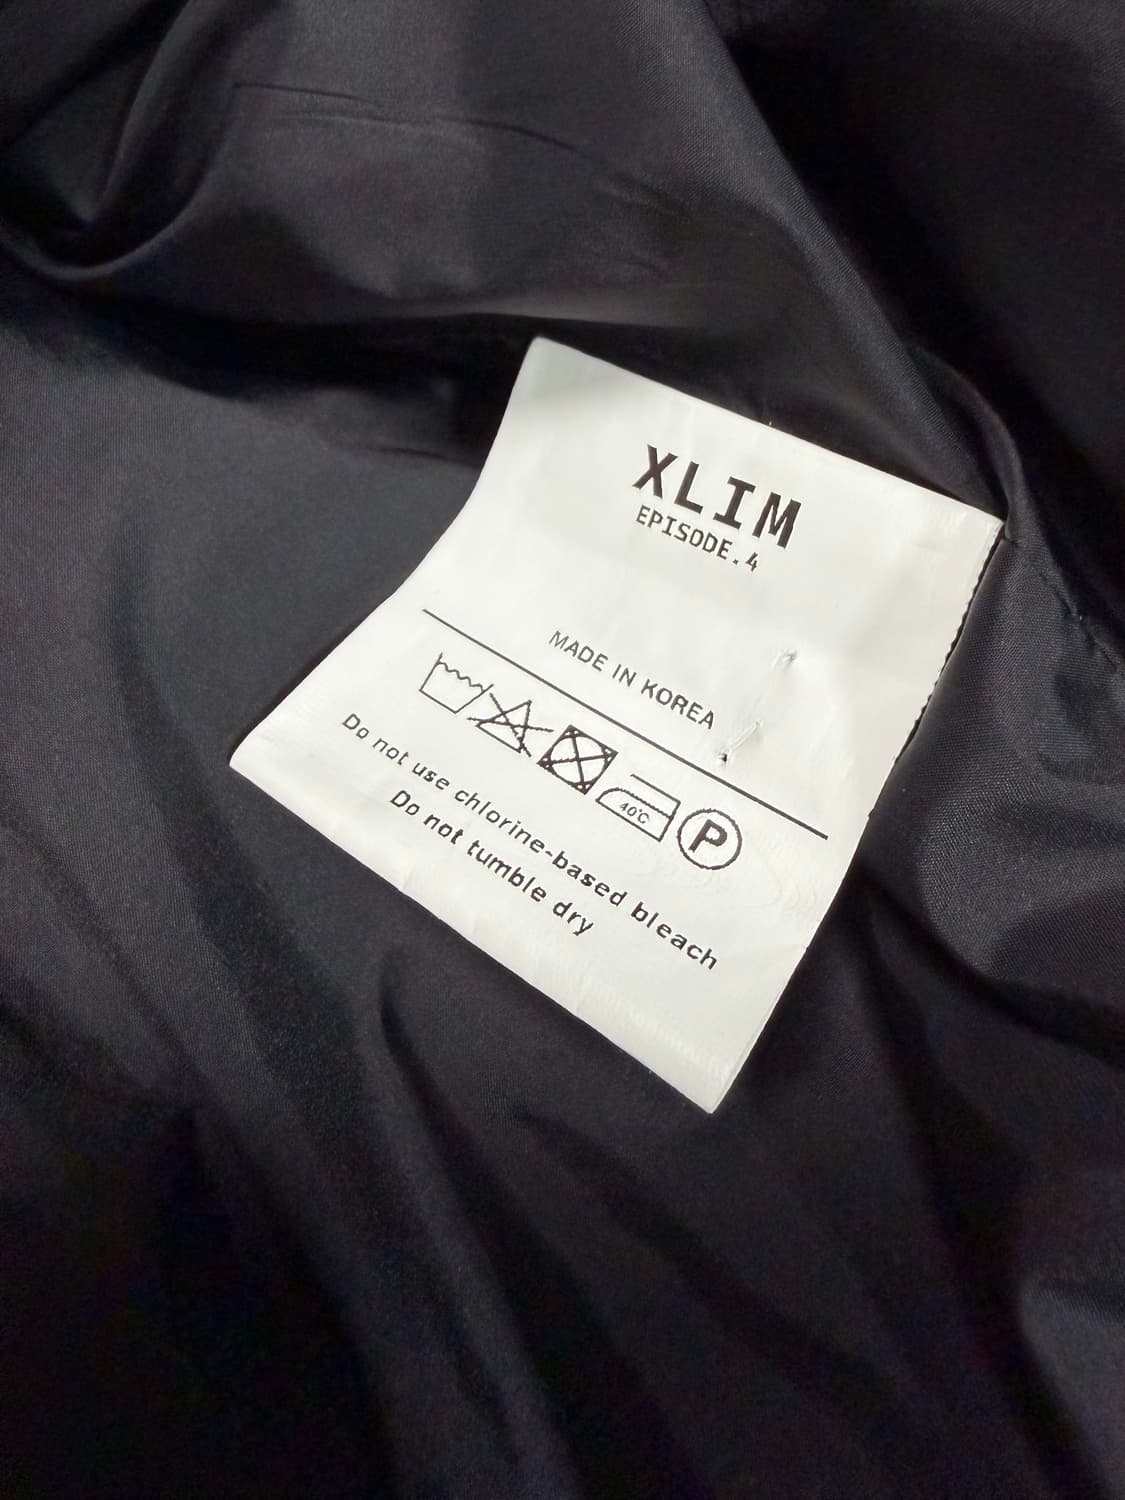 XLIM
EPISODE.4
MADE IN KOREA
40°C
P
Do not use chlorine-based bleach
Do not tumble dry